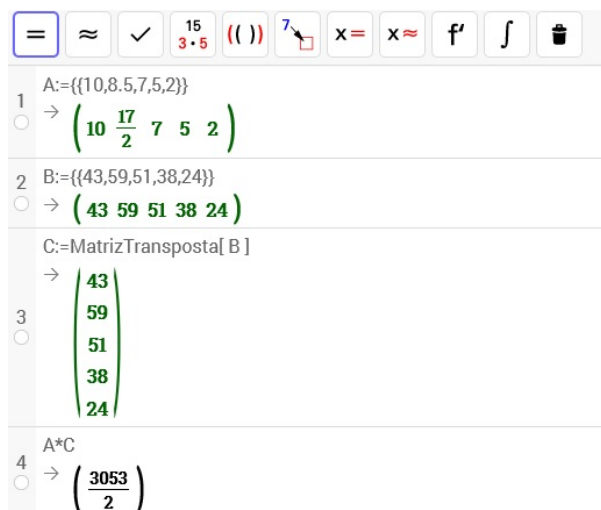 = ≈ ✓ 15 3·5 (( )) 7 x= x≈ f′ ∫
1 A:={{10,8.5,7,5,2}}
→ (10 17/2 7 5 2)
2 B:={{43,59,51,38,24}}
→ (43 59 51 38 24)
3 C:=MatrizTransposta[ B ]
→ 43
59
51
38
24
4 A*C
→ (3053/2)